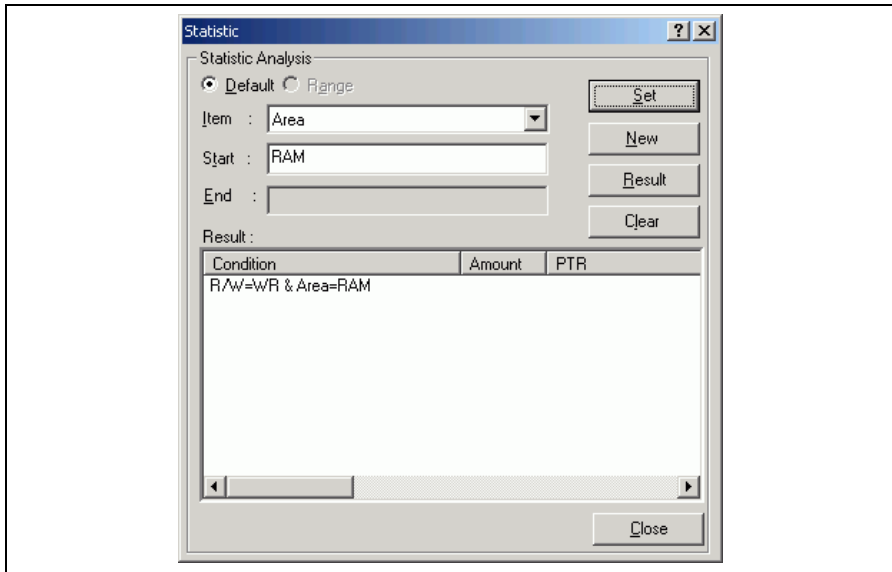 Statistic
Statistic Analysis
Default Range
Item : Area
Start : RAM
End :
Set
New
Result
Clear
Result :
Condition Amount PTR
R/W=WR & Area=RAM
Close